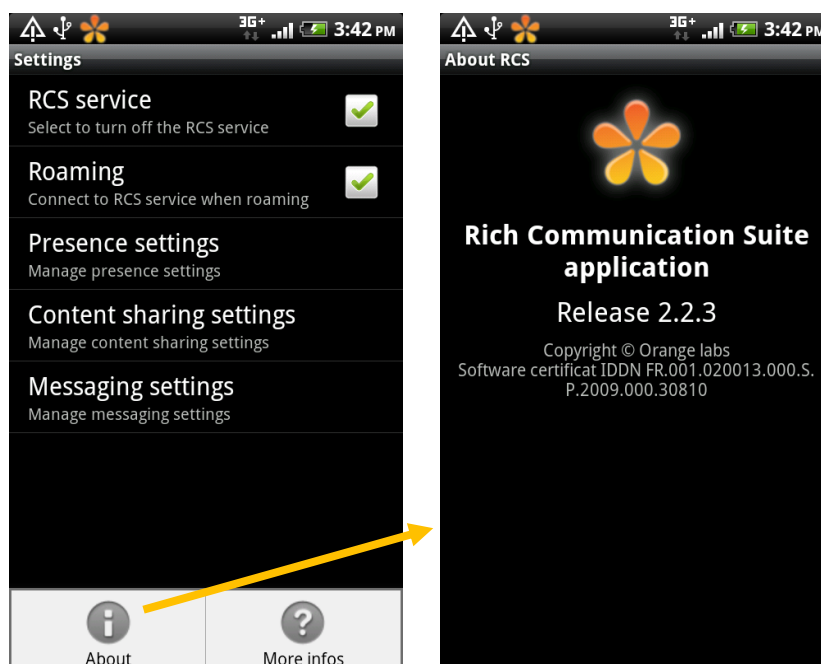 3G+ 3:42 PM
Settings
RCS service
Select to turn off the RCS service
Roaming
Connect to RCS service when roaming
Presence settings
Manage presence settings
Content sharing settings
Manage content sharing settings
Messaging settings
Manage messaging settings
About
More infos
3G+ 3:42 PM
About RCS
Rich Communication Suite
application
Release 2.2.3
Copyright © Orange labs
Software certificat IDDN FR.001.020013.000.S.
P.2009.000.30810